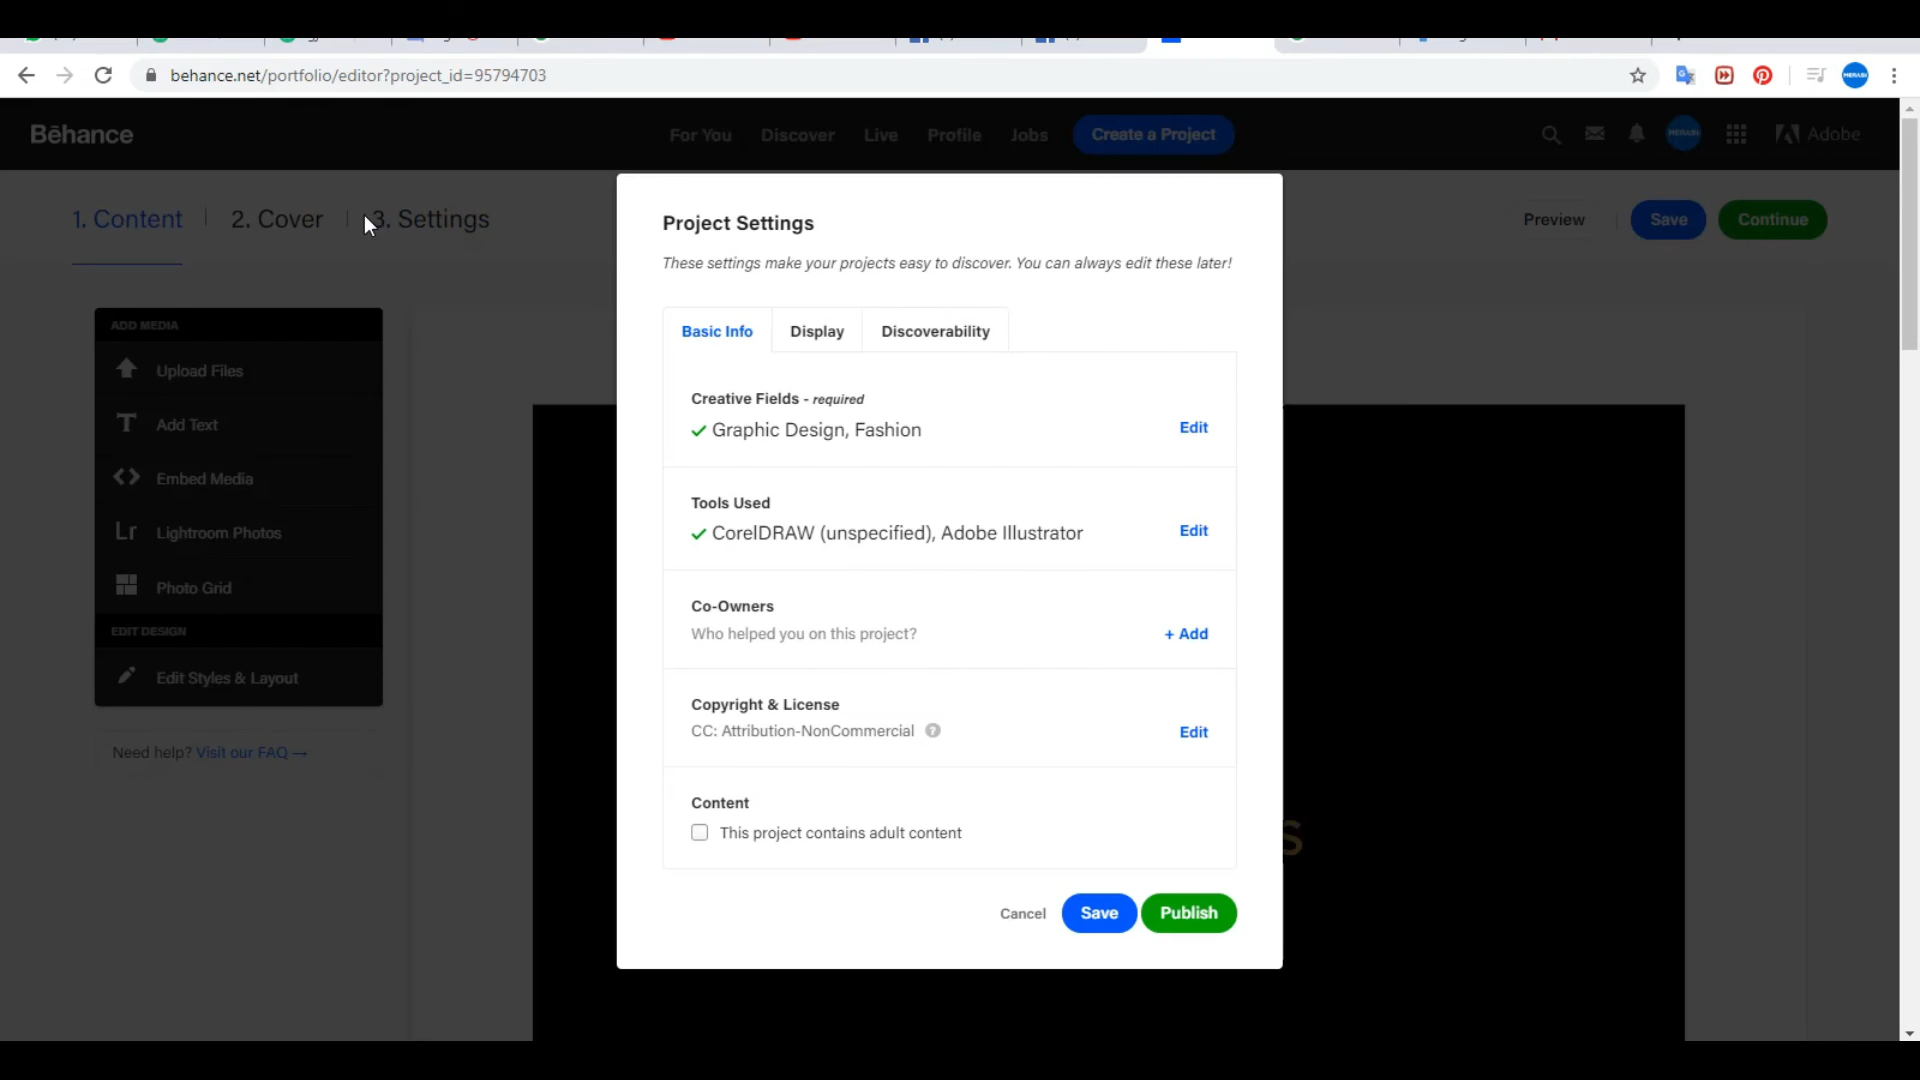 behance.net/portfolio/editor?project_id=95794703
MERASI
Bēhance
For You
Discover
Live
Profile
Jobs
Create a Project
MERASI
Adobe
1. Content
2. Cover
3. Settings
Preview
Save
Continue
ADD MEDIA
Upload Files
Add Text
Embed Media
Lr Lightroom Photos
Photo Grid
EDIT DESIGN
Edit Styles & Layout
Need help? Visit our FAQ →
Project Settings
These settings make your projects easy to discover. You can always edit these later!
Basic Info
Display
Discoverability
Creative Fields - required
Graphic Design, Fashion
Edit
Tools Used
CorelDRAW (unspecified), Adobe Illustrator
Edit
Co-Owners
Who helped you on this project?
+ Add
Copyright & License
CC: Attribution-NonCommercial ?
Edit
Content
This project contains adult content
Cancel
Save
Publish
S